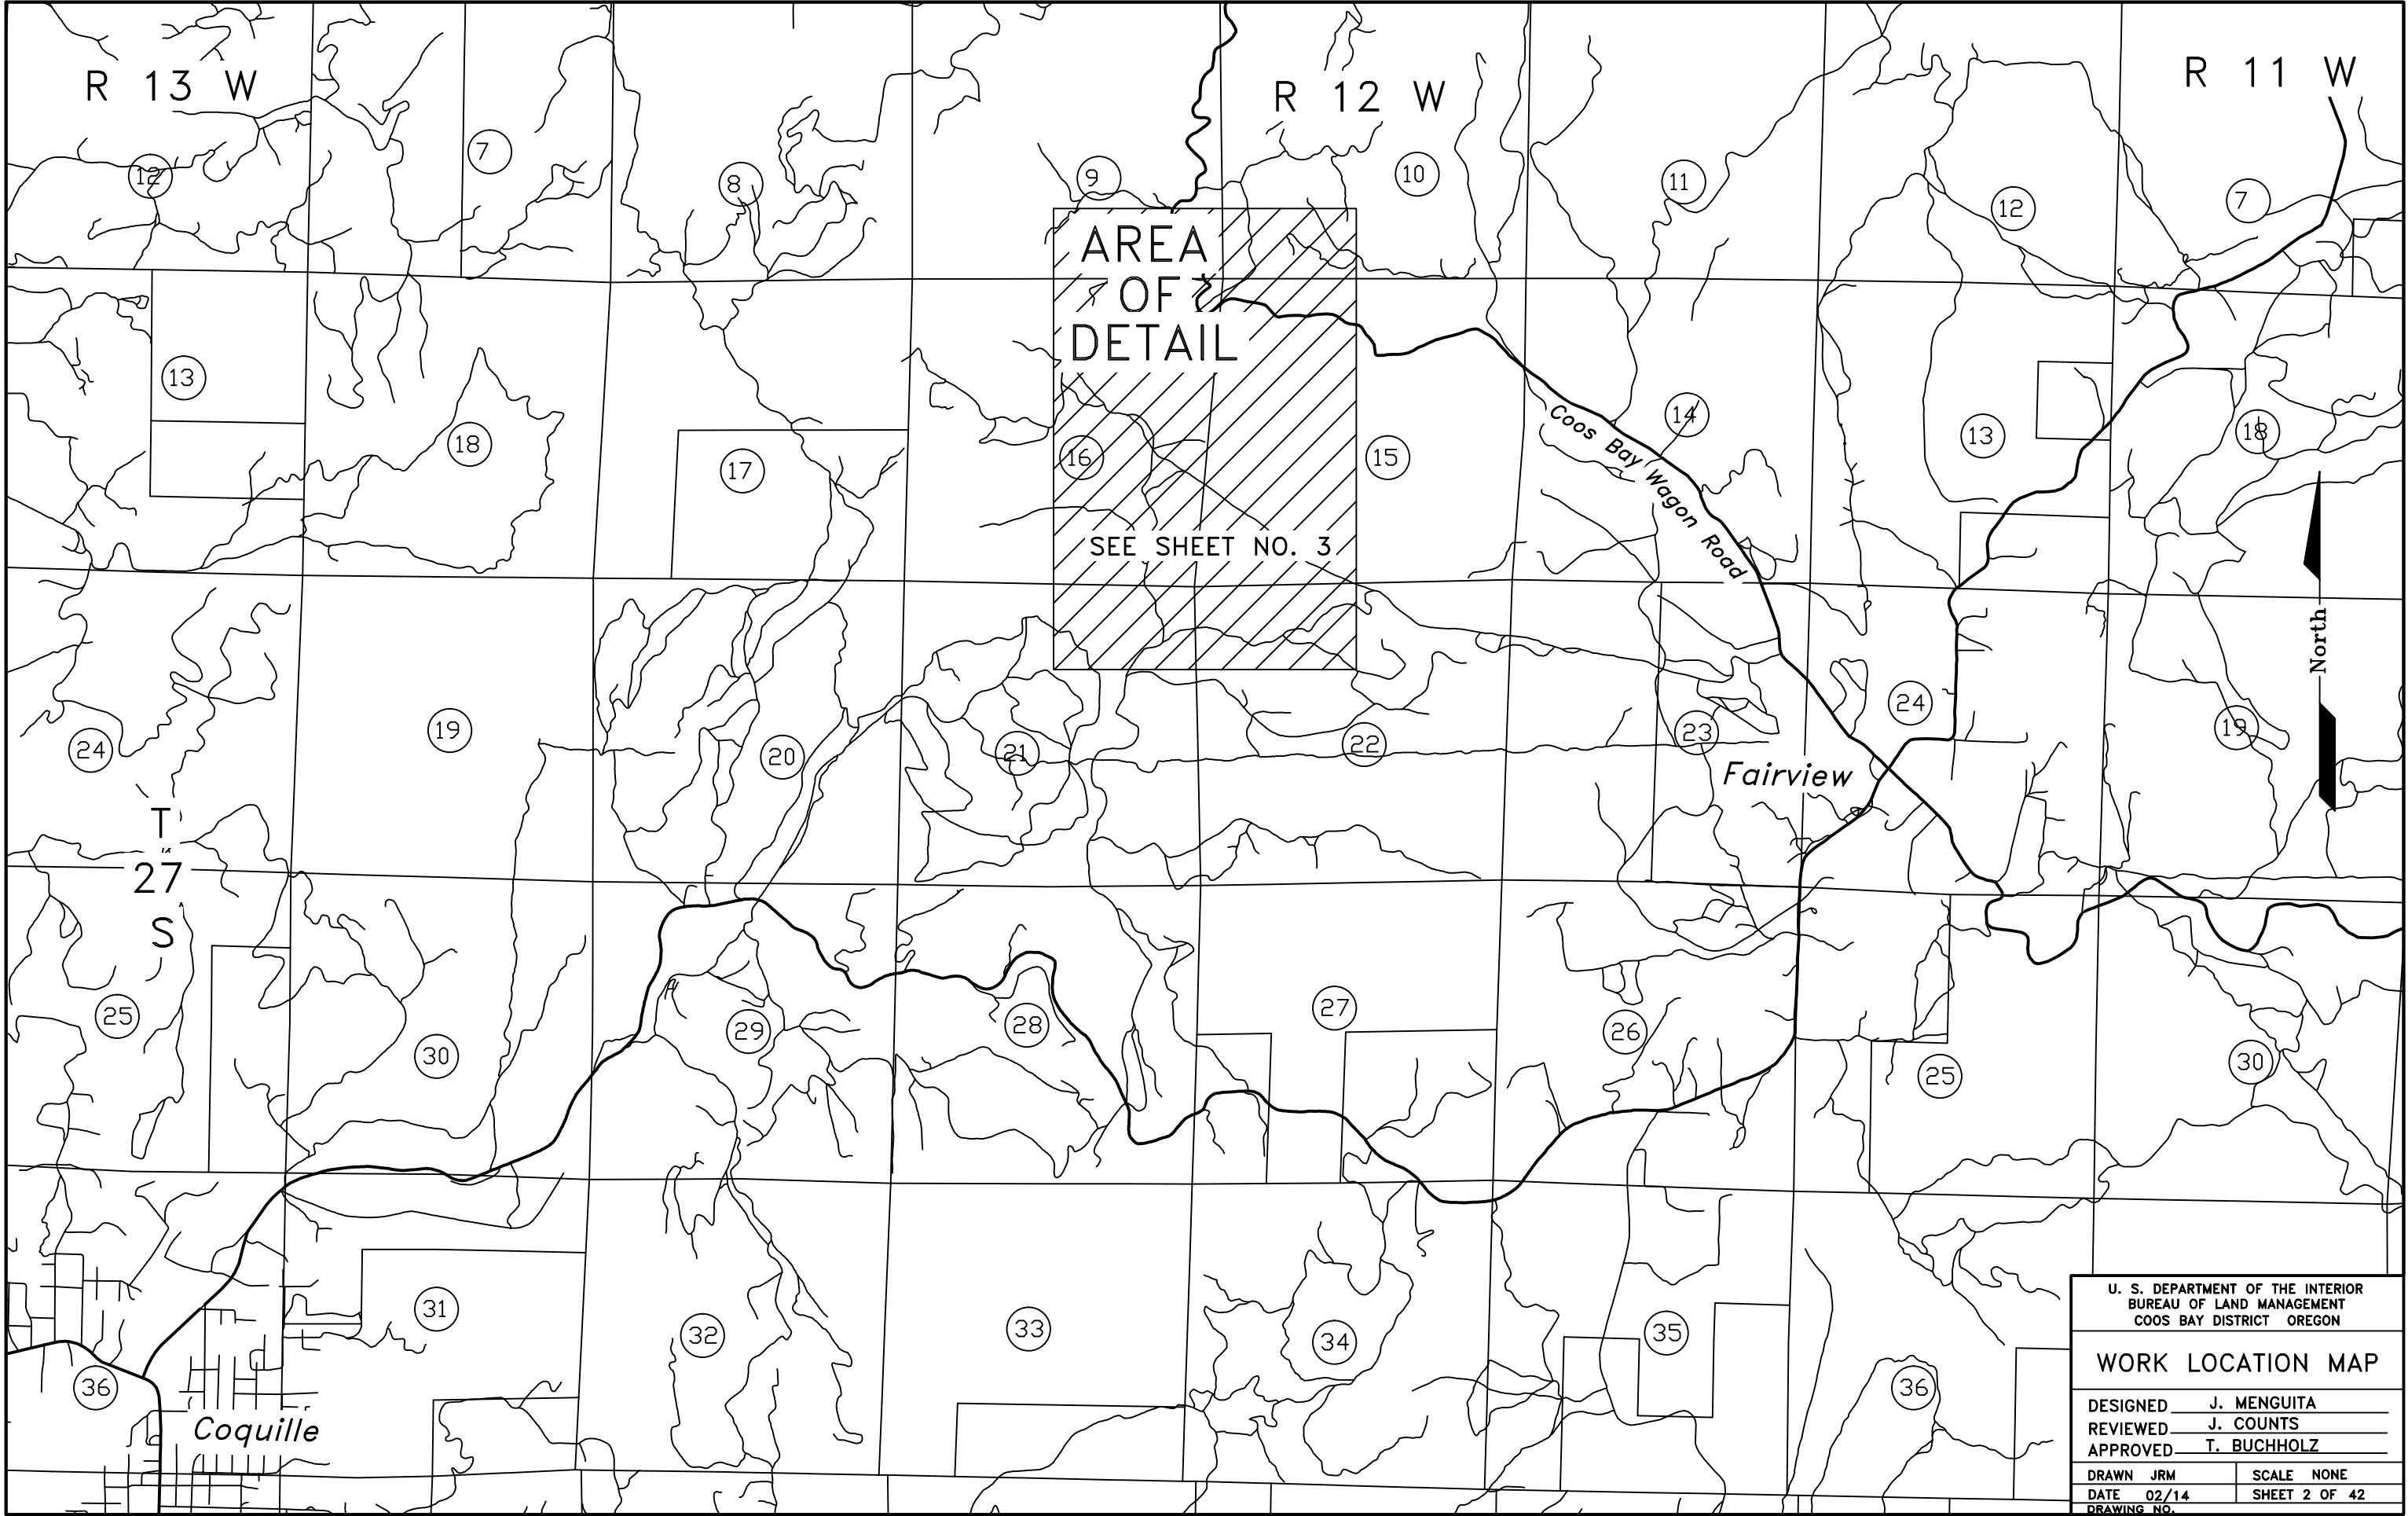 R 13 W
R 12 W
R 11 W
12
7
8
9
10
11
12
7
AREA
OF
DETAIL
13
18
17
16
15
14
13
18
Coos Bay Wagon Road
SEE SHEET NO. 3
North
24
19
20
21
22
23
24
19
Fairview
T
27
S
25
30
29
28
27
26
25
30
36
31
32
33
34
35
36
Coquille
U. S. DEPARTMENT OF THE INTERIOR
BUREAU OF LAND MANAGEMENT
COOS BAY DISTRICT OREGON
WORK LOCATION MAP
DESIGNED J. MENGUITA
REVIEWED J. COUNTS
APPROVED T. BUCHHOLZ
DRAWN JRM SCALE NONE
DATE 02/14 SHEET 2 OF 42
DRAWING NO.